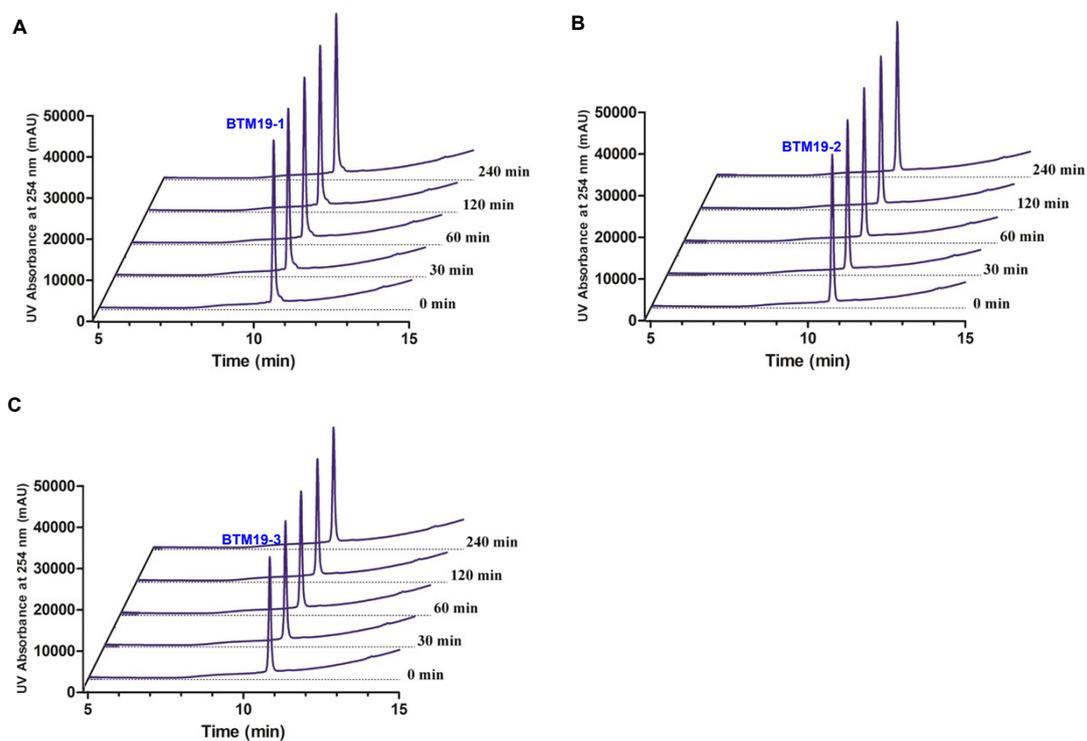 A
UV Absorbance at 254 nm (mAU)
50000
40000
30000
20000
10000
0
BTM19-1
240 min
120 min
60 min
30 min
0 min
5
10
15
Time (min)
B
UV Absorbance at 254 nm (mAU)
50000
40000
30000
20000
10000
0
BTM19-2
240 min
120 min
60 min
30 min
0 min
5
10
15
Time (min)
C
UV Absorbance at 254 nm (mAU)
50000
40000
30000
20000
10000
0
BTM19-3
240 min
120 min
60 min
30 min
0 min
5
10
15
Time (min)